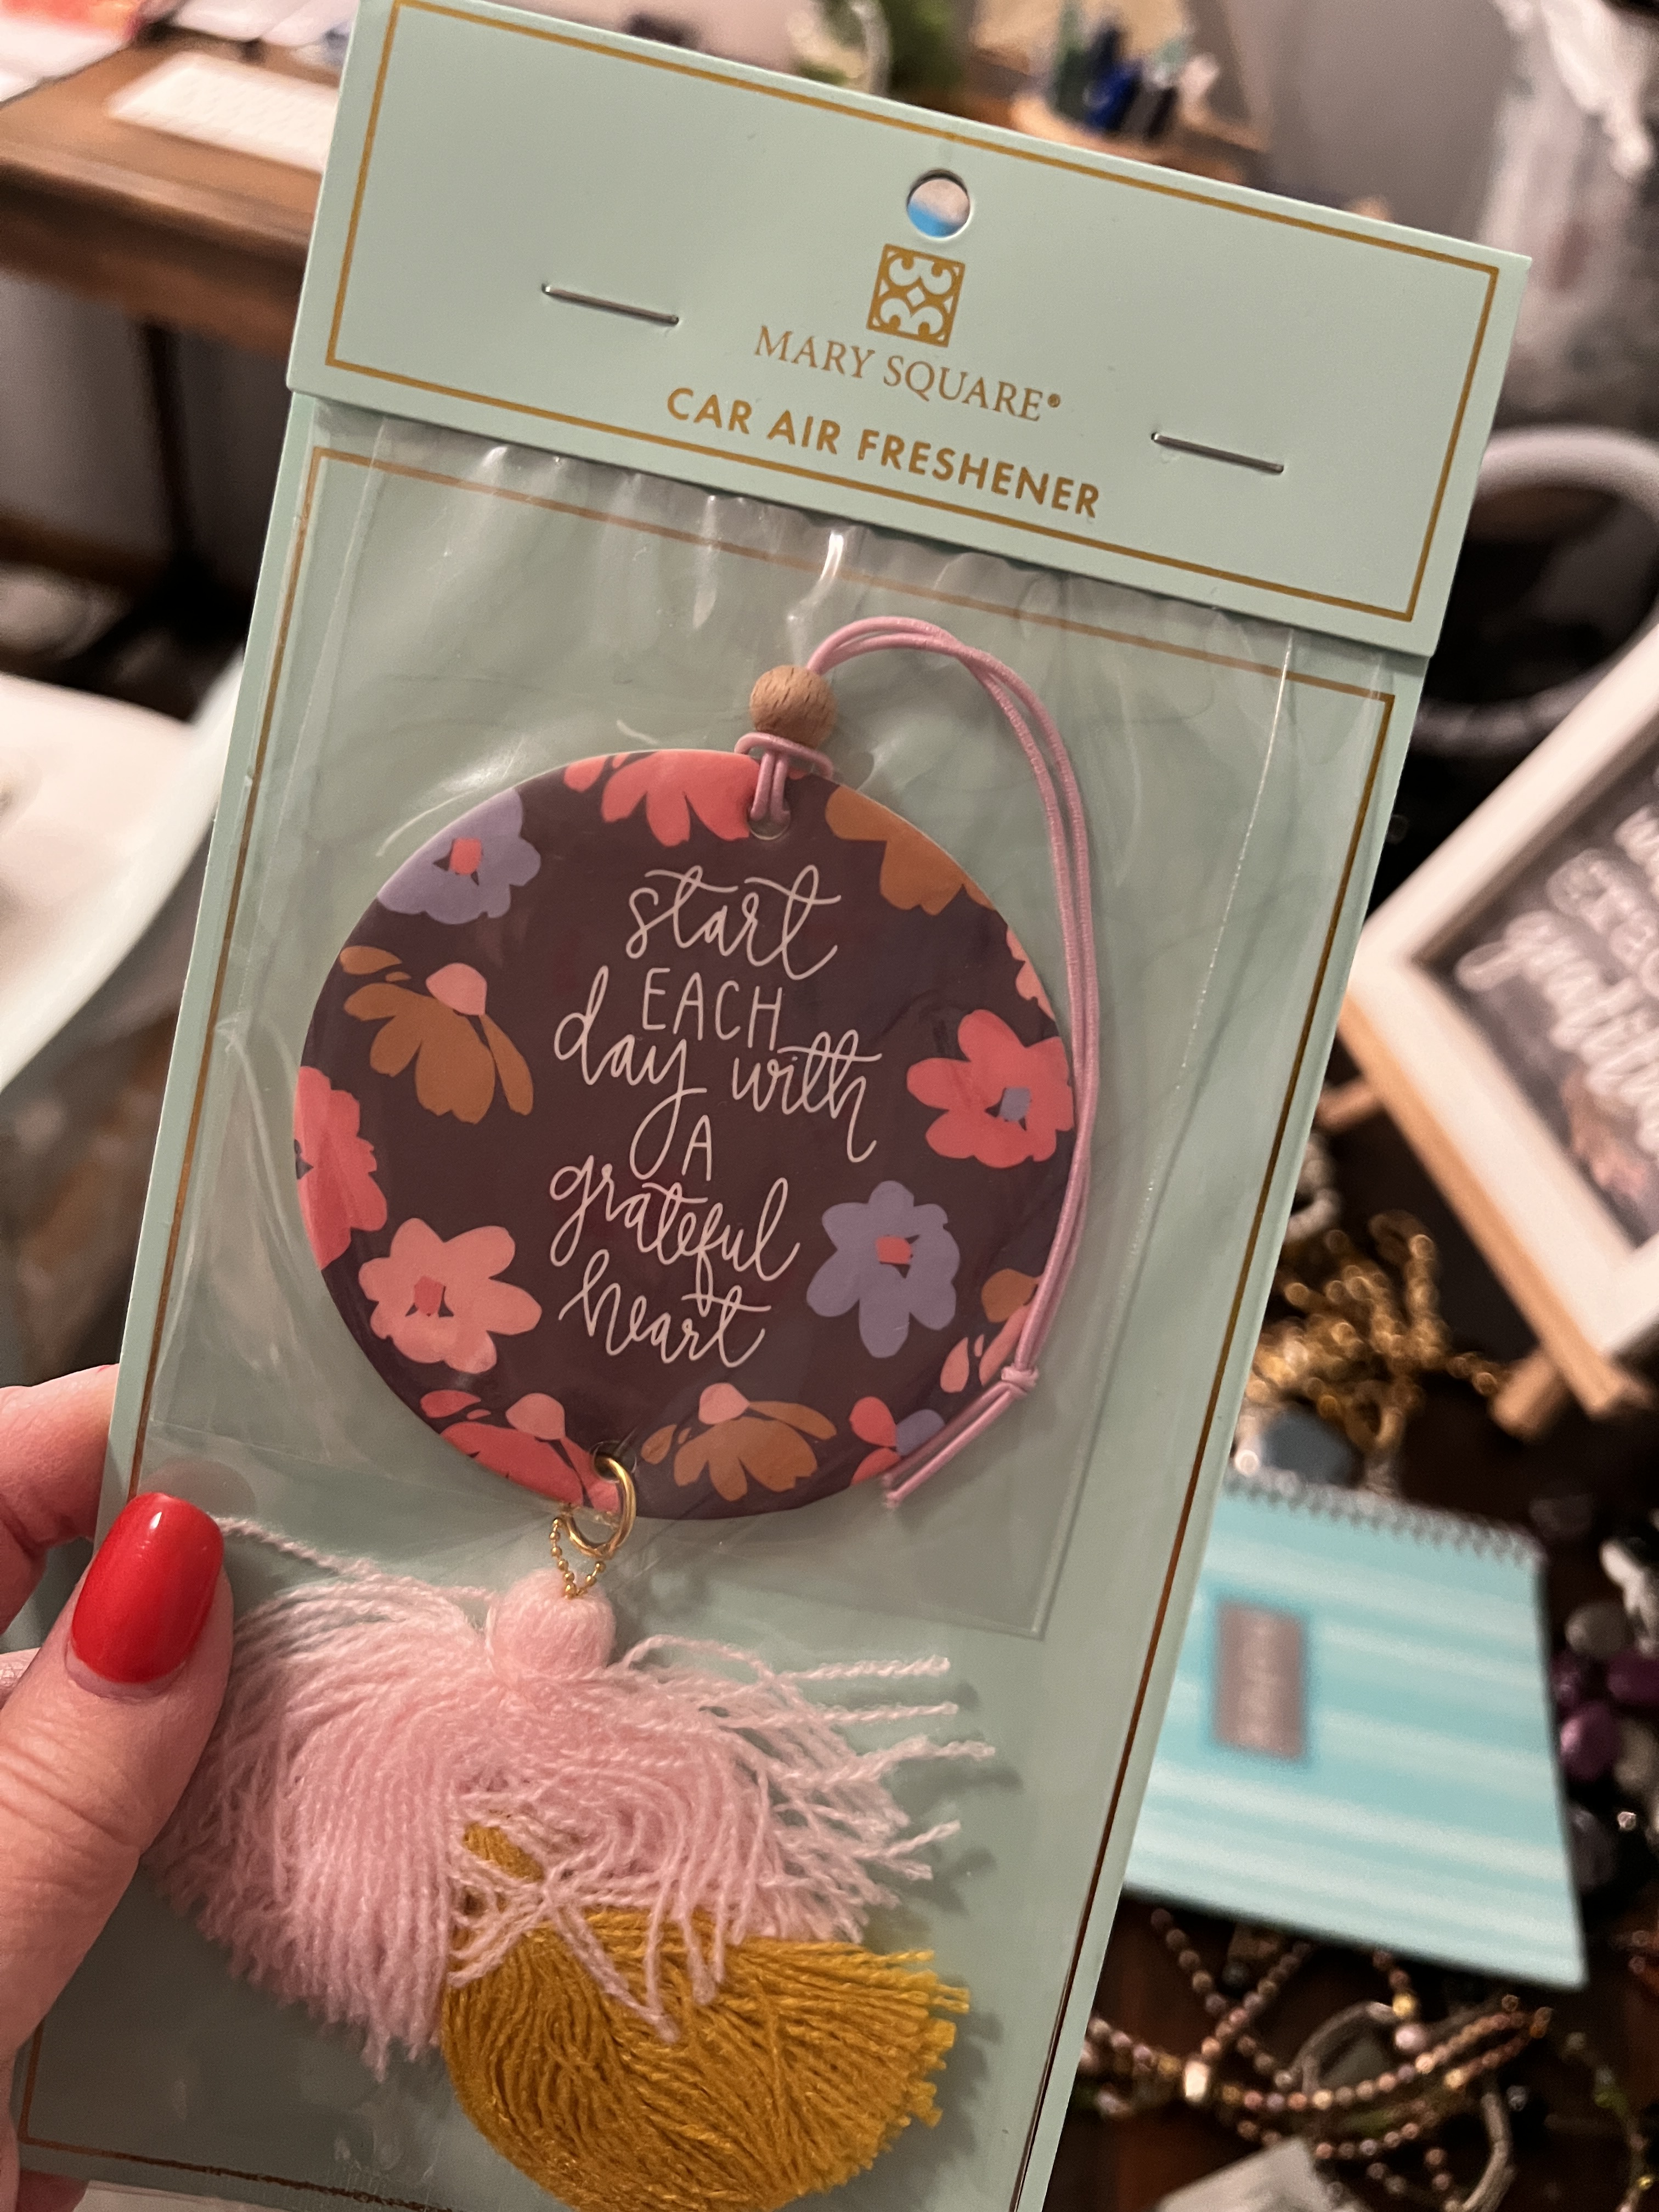 MARY SQUARE®
CAR AIR FRESHENER
start
EACH
day with
A
grateful
heart